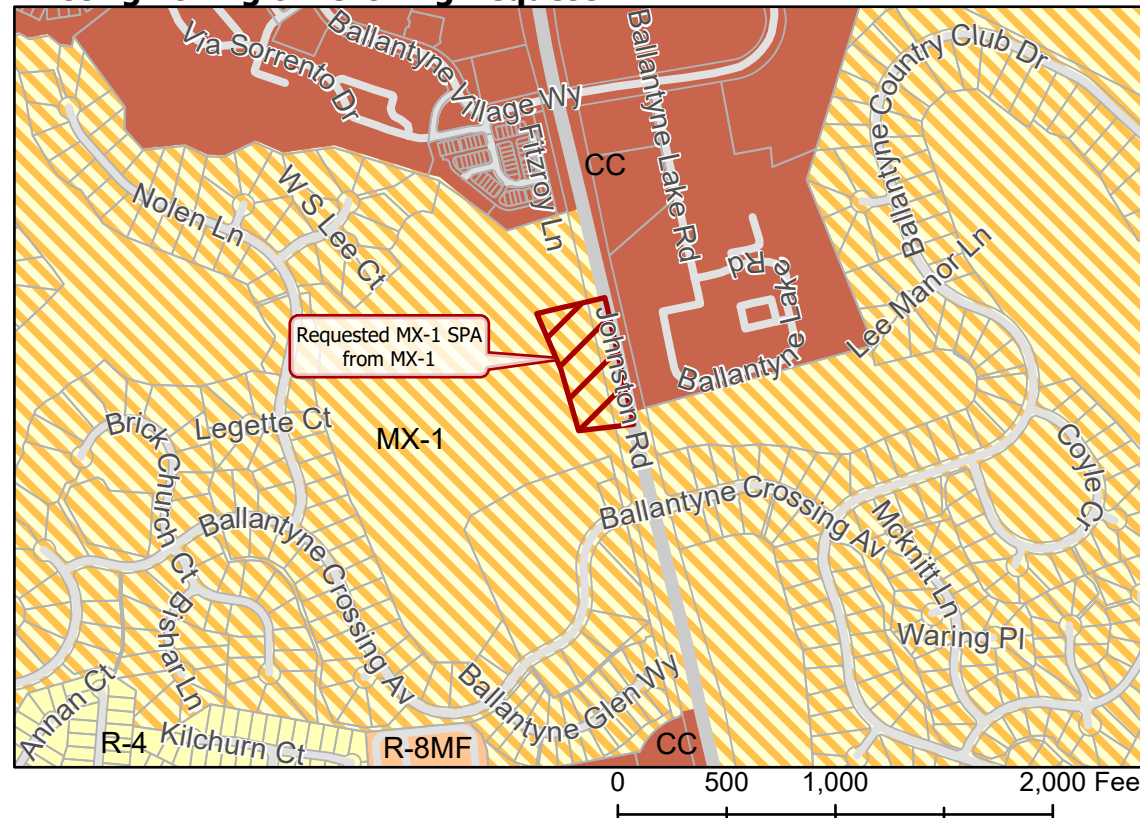 Via Sorrento Dr
Ballantyne Village Wy
Fitzroy Ln
Ballantyne Lake Rd
CC
Ballantyne Country Club Dr
Nolen Ln
W S Lee Ct
Ballantyne Lake Rd
Lee Manor Ln
Requested MX-1 SPA
from MX-1
Johnston Rd
Legette Ct
MX-1
Brick Church Ct
Coyle Cr
Ballantyne Crossing Av
Ballantyne Crossing Av
Mcknitt Ln
Bishar Ln
Waring Pl
Ballantyne Glen Wy
Annan Ct
R-4
Kilchurn Ct
R-8MF
CC
0 500 1,000 2,000 Fee